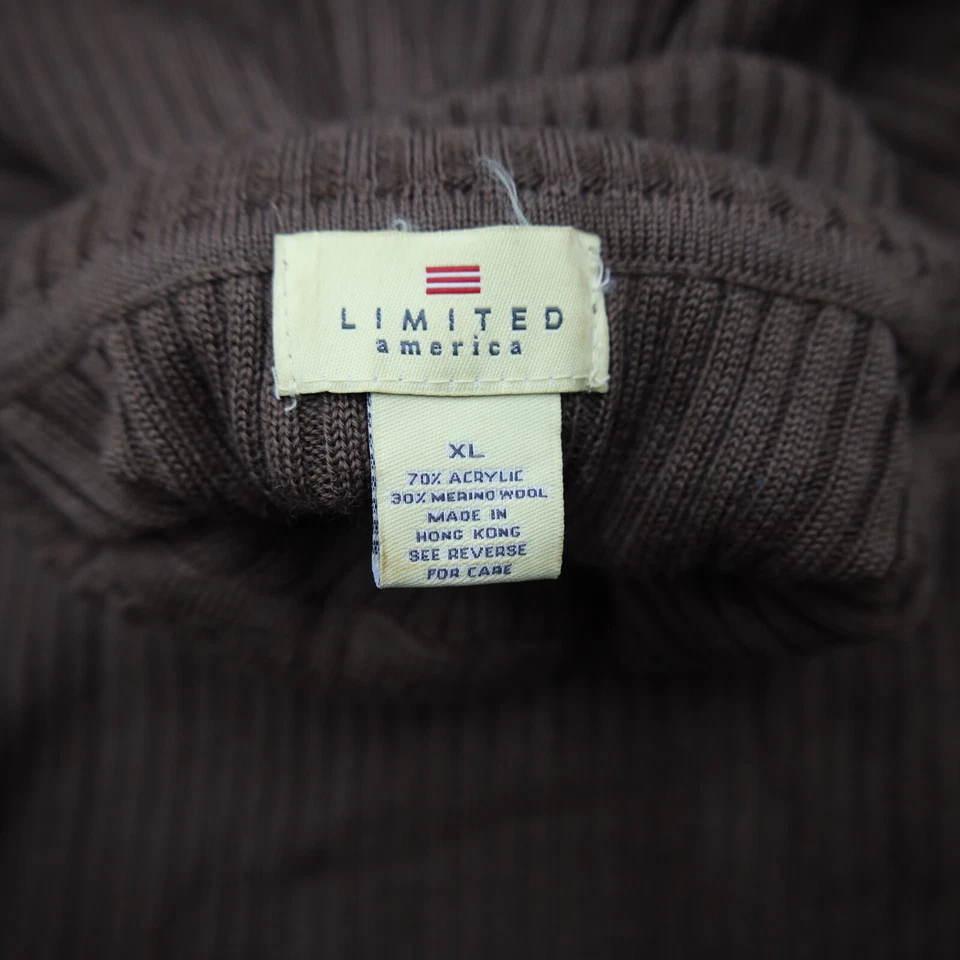 LIMITED
america
XL
70% ACRYLIC
30% MERINO WOOL
MADE IN
HONG KONG
SEE REVERSE
FOR CARE